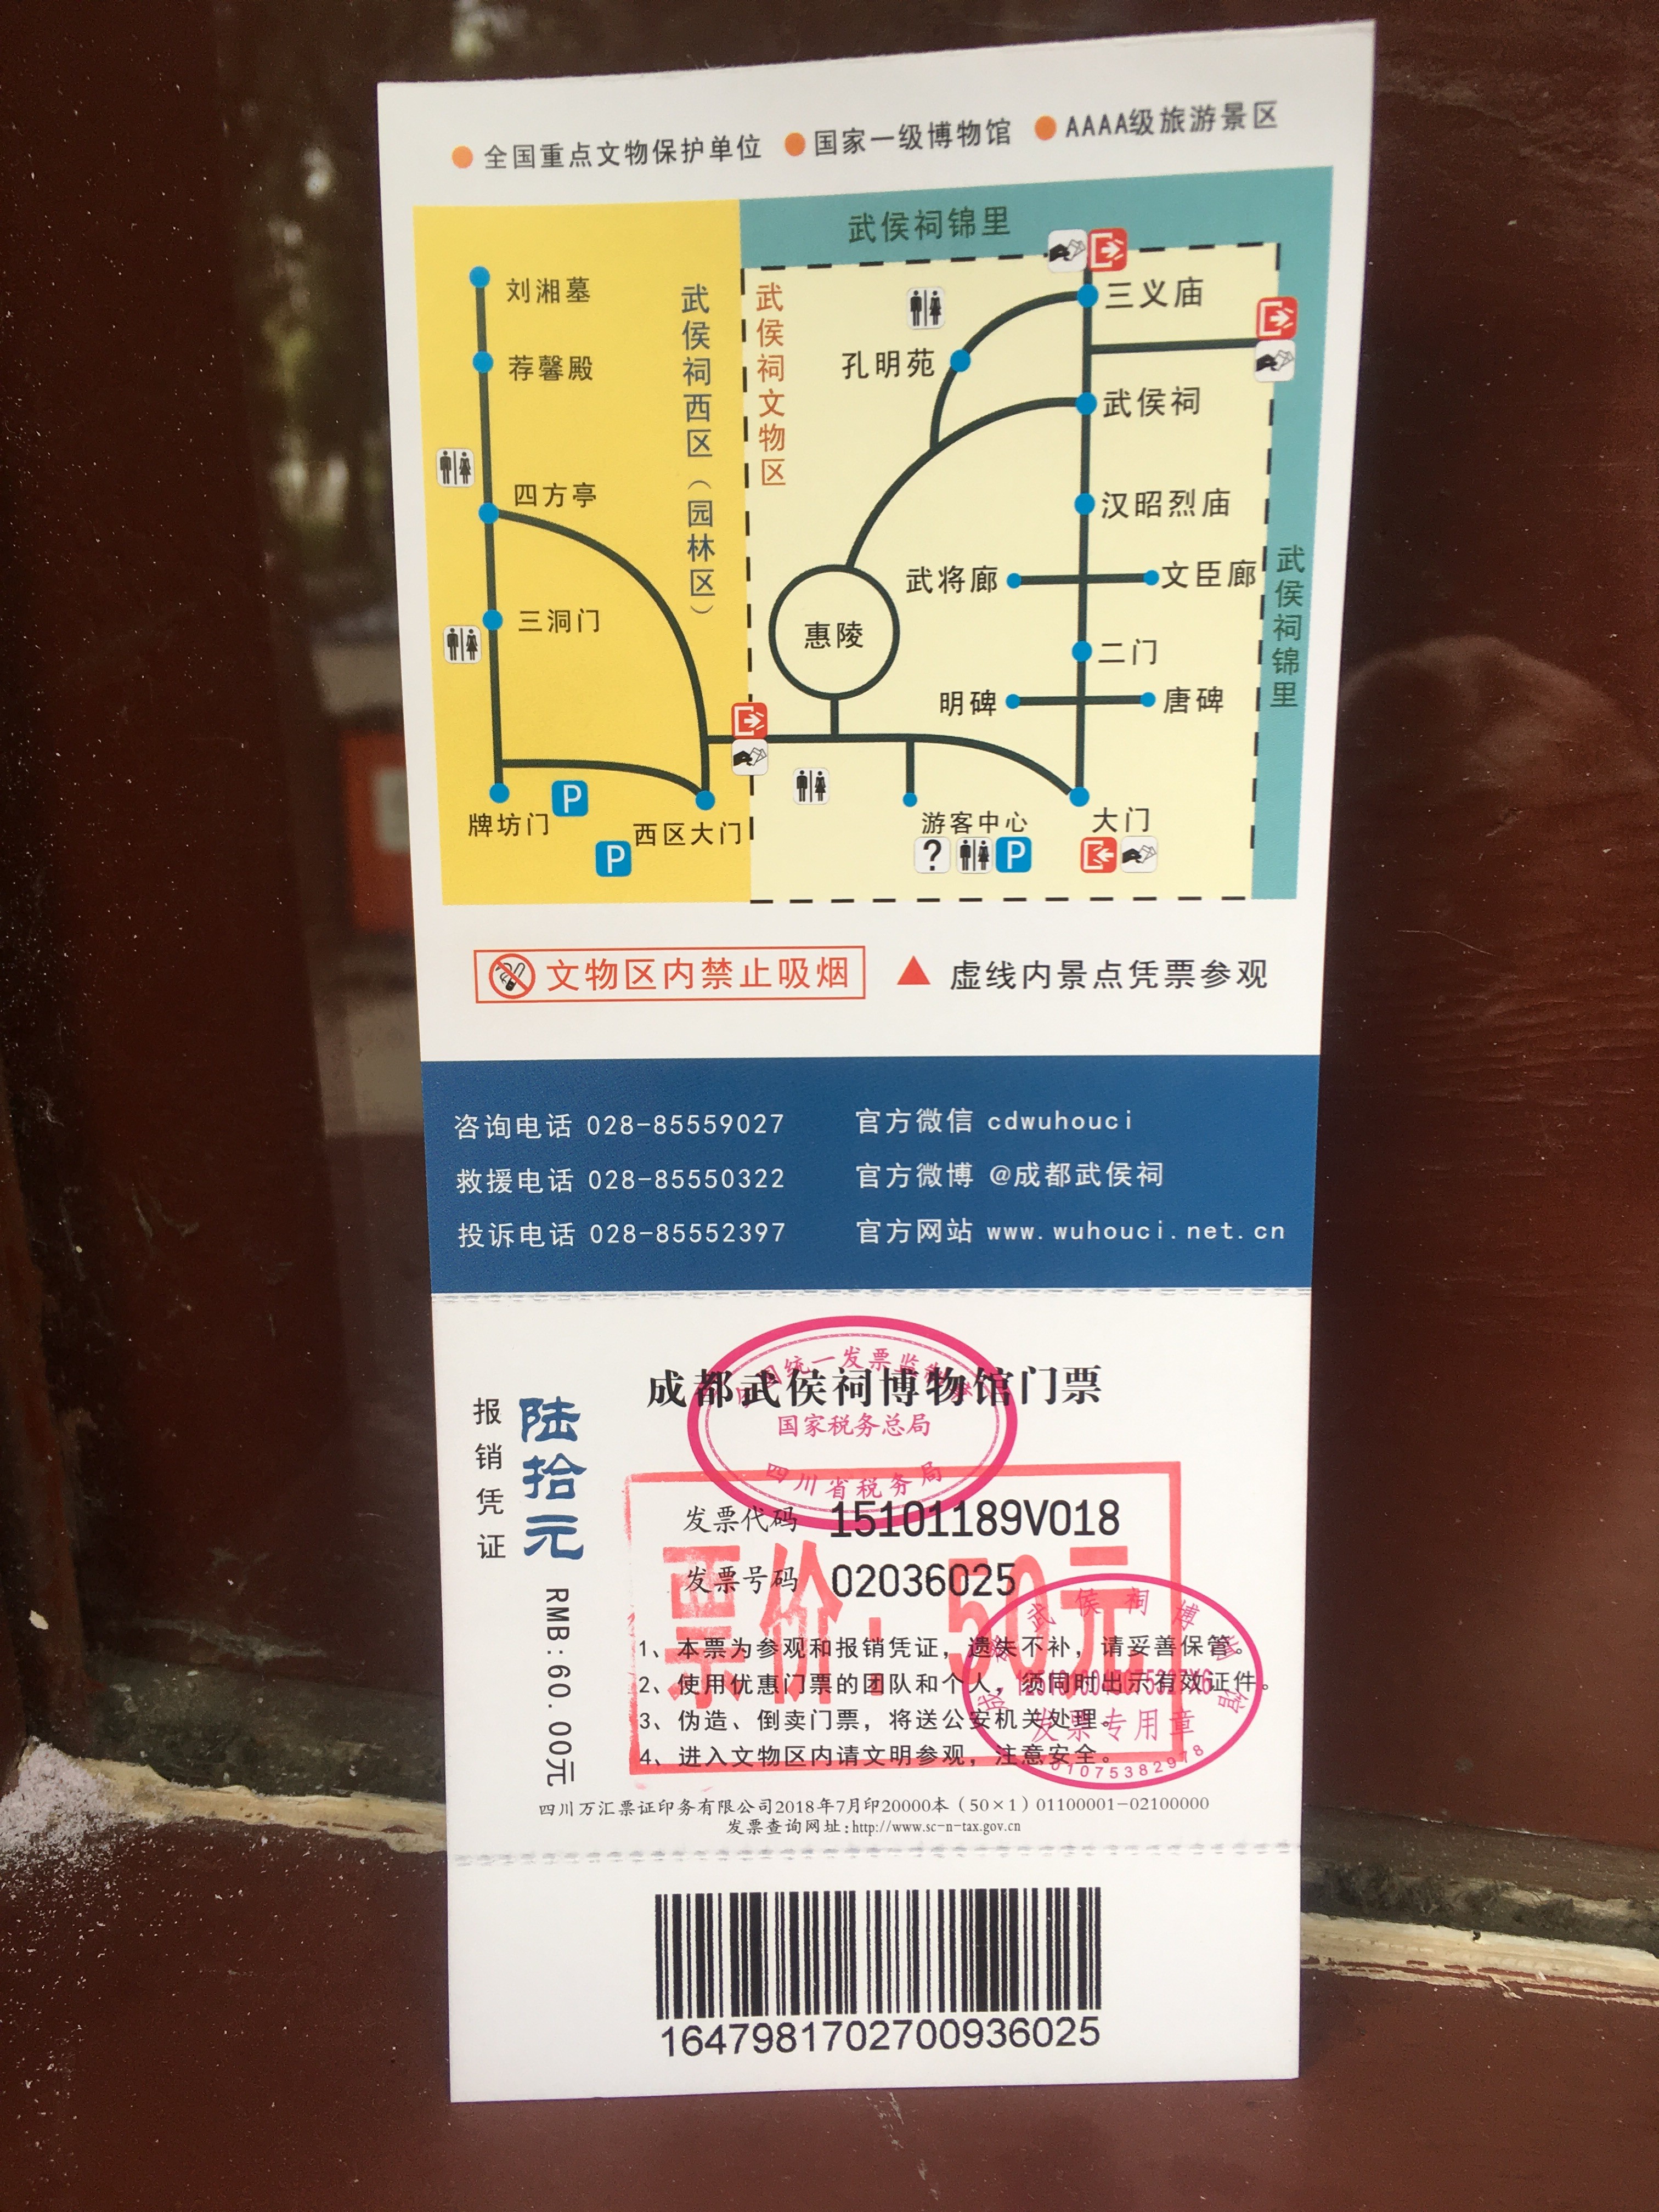 全国重点文物保护单位 国家一级博物馆 AAAA级旅游景区
武侯祠锦里
刘湘墓
荐馨殿
四方亭
三洞门
牌坊门
P
P
西区大门
武侯祠西区（园林区）
武侯祠文物区
三义庙
孔明苑
武侯祠
汉昭烈庙
武将廊
文臣廊
惠陵
二门
明碑
唐碑
游客中心
? P
大门
武侯祠锦里
文物区内禁止吸烟
虚线内景点凭票参观
咨询电话 028-85559027
救援电话 028-85550322
投诉电话 028-85552397
官方微信 cdwuhouci
官方微博 @成都武侯祠
官方网站 www.wuhouci.net.cn
成都武侯祠博物馆门票
全国统一发票监制章
国家税务总局
四川省税务局
报销凭证
陆拾元
RMB:60.00元
发票代码 15101189V018
发票号码 02036025
票价：50元
1、本票为参观和报销凭证，遗失不补，请妥善保管。
2、使用优惠门票的团队和个人，须同时出示有效证件。
3、伪造、倒卖门票，将送公安机关处理。
4、进入文物区内请文明参观，注意安全。
成都武侯祠博物馆
发票专用章
四川万汇票证印务有限公司2018年7月印20000本（50×1）01100001-02100000
发票查询网址:http://www.sc-n-tax.gov.cn
1647981702700936025